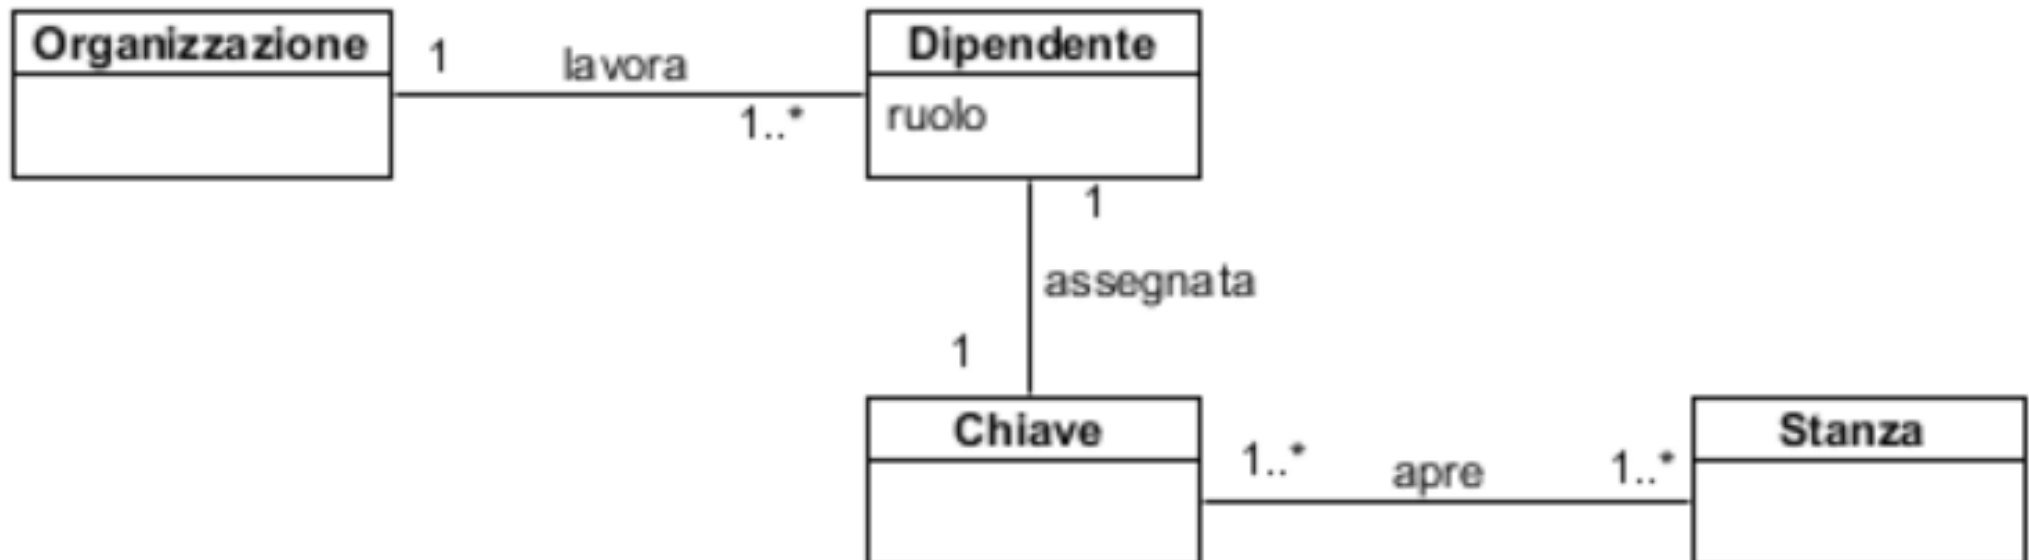 Organizzazione
1
lavora
1..*
Dipendente
ruolo
1
assegnata
1
Chiave
1..*
apre
1..*
Stanza